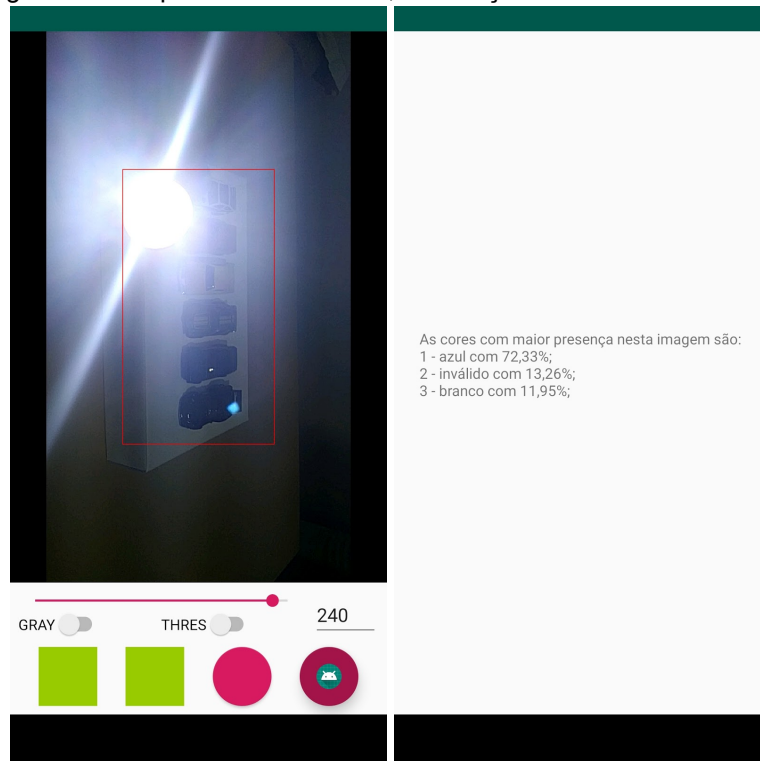 GRAY
THRES
240
As cores com maior presença nesta imagem são:
1 - azul com 72,33%;
2 - inválido com 13,26%;
3 - branco com 11,95%;